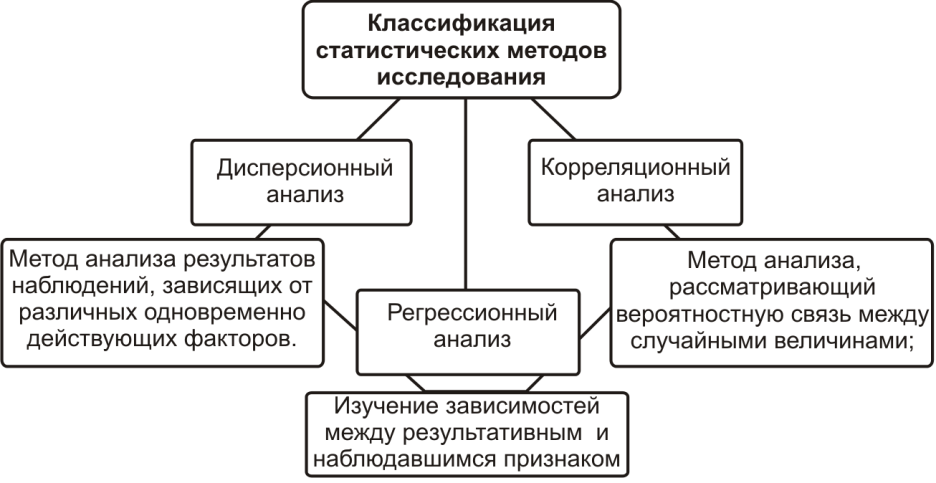 Классификация
статистических методов
исследования
Дисперсионный
анализ
Корреляционный
анализ
Метод анализа результатов
наблюдений, зависящих от
различных одновременно
действующих факторов.
Регрессионный
анализ
Метод анализа,
рассматривающий
вероятностную связь между
случайными величинами;
Изучение зависимостей
между результативным и
наблюдавшимся признаком